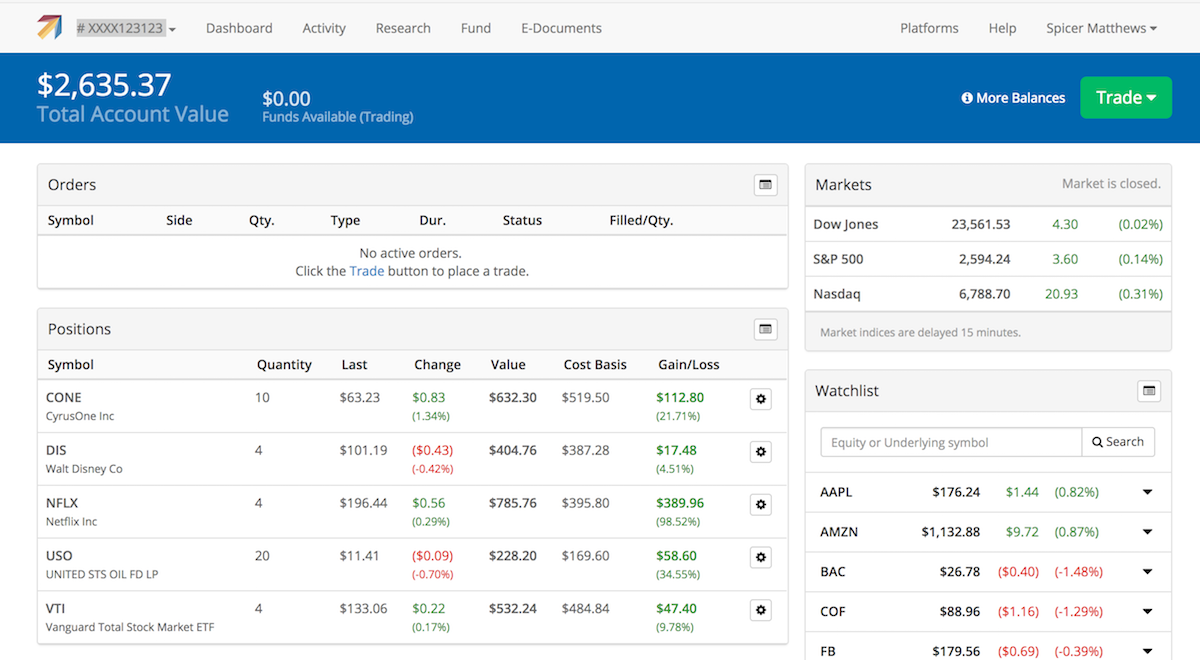 # XXXX123123 Dashboard Activity Research Fund E-Documents Platforms Help Spicer Matthews
$2,635.37
Total Account Value
$0.00
Funds Available (Trading)
More Balances
Trade
Orders
Symbol Side Qty. Type Dur. Status Filled/Qty.
No active orders.
Click the Trade button to place a trade.
Positions
Symbol Quantity Last Change Value Cost Basis Gain/Loss
CONE 10 $63.23 $0.83 $632.30 $519.50 $112.80
CyrusOne Inc (1.34%) (21.71%)
DIS 4 $101.19 ($0.43) $404.76 $387.28 $17.48
Walt Disney Co (-0.42%) (4.51%)
NFLX 4 $196.44 $0.56 $785.76 $395.80 $389.96
Netflix Inc (0.29%) (98.52%)
USO 20 $11.41 ($0.09) $228.20 $169.60 $58.60
UNITED STS OIL FD LP (-0.70%) (34.55%)
VTI 4 $133.06 $0.22 $532.24 $484.84 $47.40
Vanguard Total Stock Market ETF (0.17%) (9.78%)
Markets Market is closed.
Dow Jones 23,561.53 4.30 (0.02%)
S&P 500 2,594.24 3.60 (0.14%)
Nasdaq 6,788.70 20.93 (0.31%)
Market indices are delayed 15 minutes.
Watchlist
Equity or Underlying symbol Search
AAPL $176.24 $1.44 (0.82%)
AMZN $1,132.88 $9.72 (0.87%)
BAC $26.78 ($0.40) (-1.48%)
COF $88.96 ($1.16) (-1.29%)
FB $179.56 ($0.69) (-0.39%)